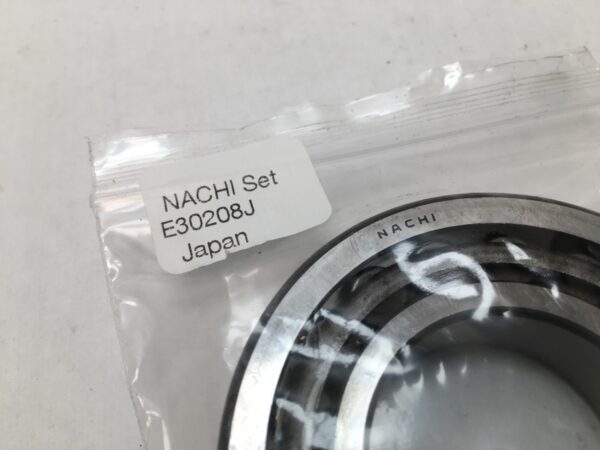 NACHI Set
E30208J
Japan
NACHI